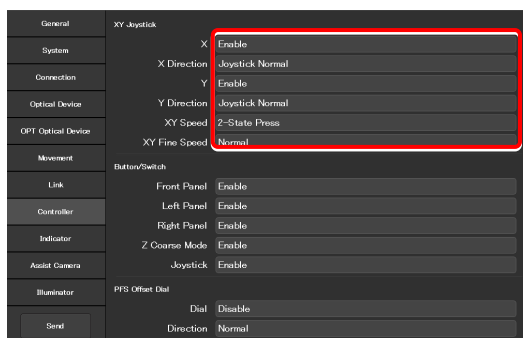 General
System
Connection
Optical Device
OPT Optical Device
Movement
Link
Controller
Indicator
Assist Camera
Illuminator
Send
XY Joystick
X Enable
X Direction Joystick Normal
Y Enable
Y Direction Joystick Normal
XY Speed 2-State Press
XY Fine Speed Normal
Button/Switch
Front Panel Enable
Left Panel Enable
Right Panel Enable
Z Coarse Mode Enable
Joystick Enable
PFS Offset Dial
Dial Disable
Direction Normal